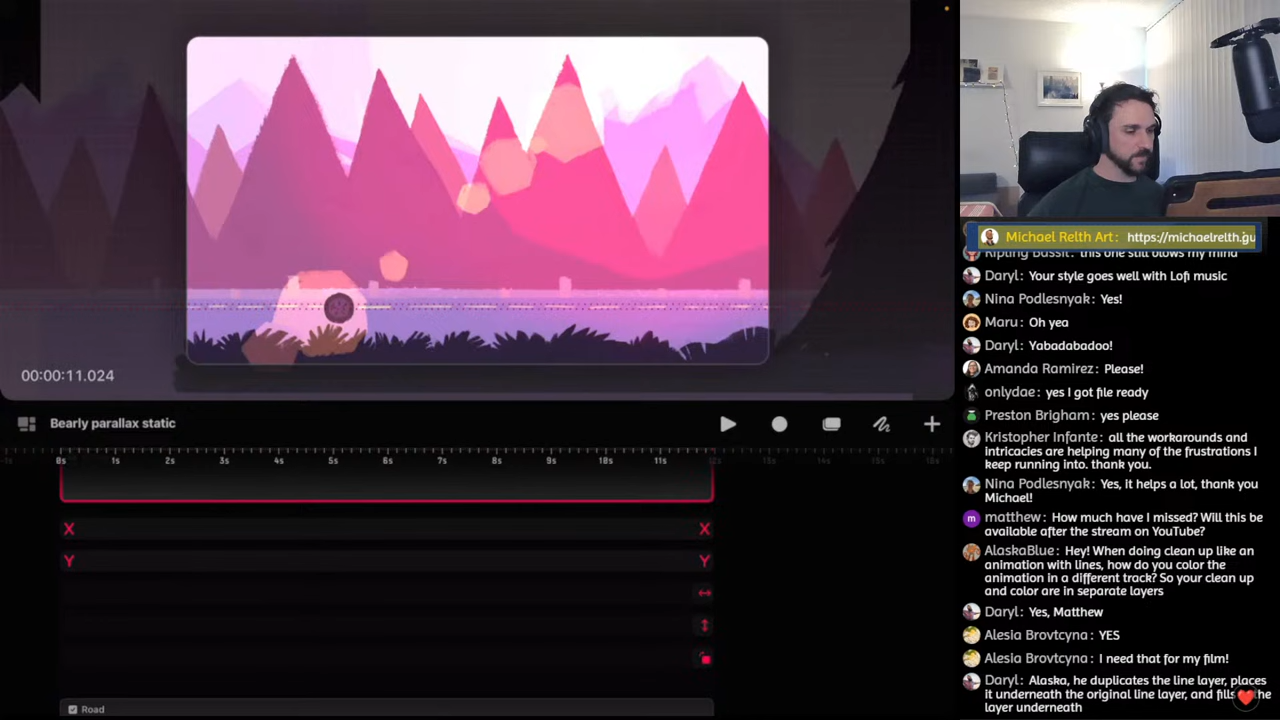 Michael Relth Art: https://michaelrelth.gu
Ripling Bassit: this one still blows my mind
Daryl: Your style goes well with Lofi music
Nina Podlesnyak: Yes!
Maru: Oh yea
Daryl: Yabadabadoo!
Amanda Ramirez: Please!
onlydae: yes I got file ready
Preston Brigham: yes please
Kristopher Infante: all the workarounds and
intricacies are helping many of the frustrations I
keep running into. thank you.
Nina Podlesnyak: Yes, it helps a lot, thank you
Michael!
m matthew: How much have I missed? Will this be
available after the stream on YouTube?
AlaskaBlue: Hey! When doing clean up like an
animation with lines, how do you color the
animation in a different track? So your clean up
and color are in separate layers
Daryl: Yes, Matthew
Alesia Brovtcyna: YES
Alesia Brovtcyna: I need that for my film!
Daryl: Alaska, he duplicates the line layer, places
it underneath the original line layer, and fills the
layer underneath
00:00:11.024
Bearly parallax static
0s 1s 2s 3s 4s 5s 6s 7s 8s 9s 10s 11s 12s 13s 14s 15s 16s
X X
Y Y
Road